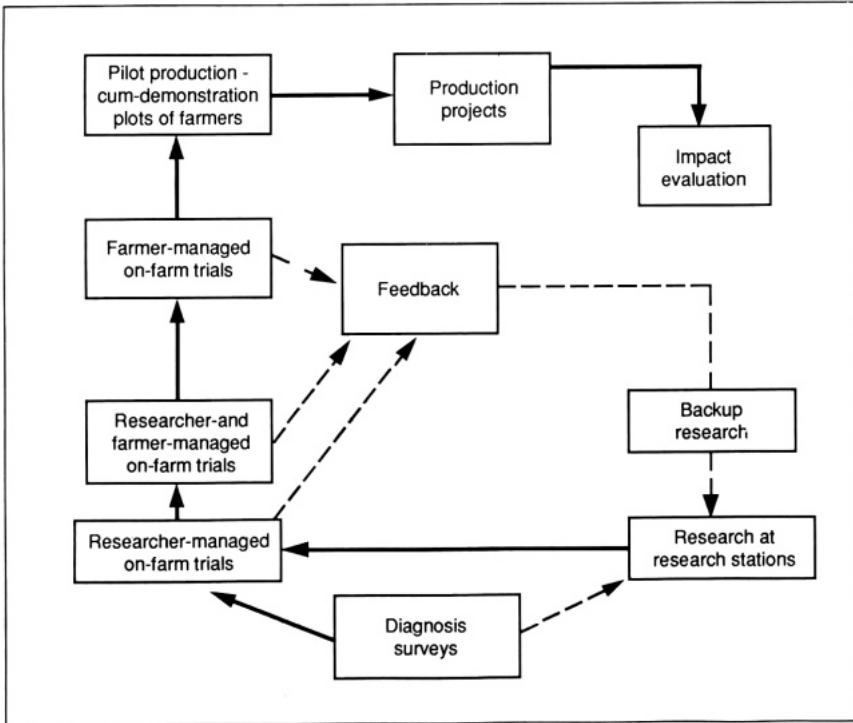 Pilot production -
cum-demonstration
plots of farmers
Production
projects
Impact
evaluation
Farmer-managed
on-farm trials
Feedback
Researcher-and
farmer-managed
on-farm trials
Backup
research
Researcher-managed
on-farm trials
Research at
research stations
Diagnosis
surveys